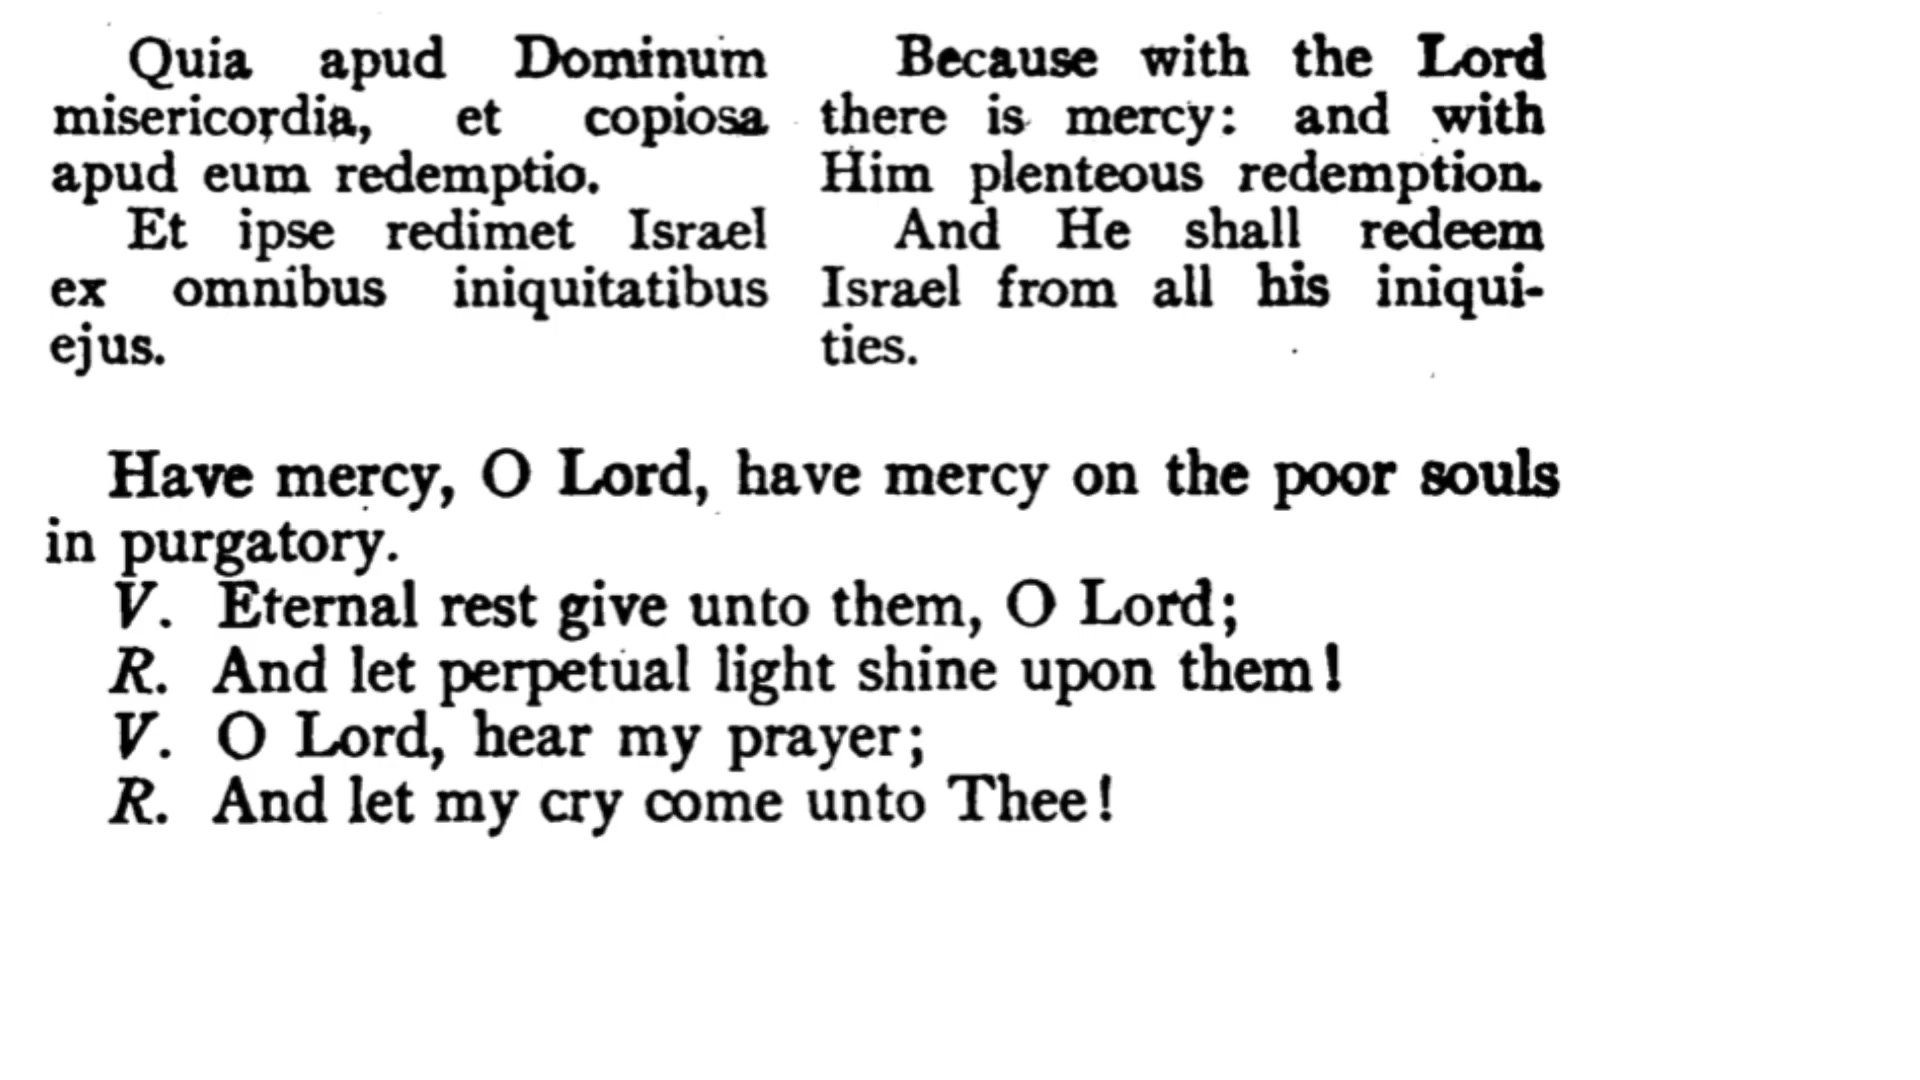 Quia apud Dominum
misericordia, et copiosa
apud eum redemptio.
Et ipse redimet Israel
ex omnibus iniquitatibus
ejus.
Because with the Lord
there is mercy: and with
Him plenteous redemption.
And He shall redeem
Israel from all his iniqui-
ties.
Have mercy, O Lord, have mercy on the poor souls
in purgatory.
V. Eternal rest give unto them, O Lord;
R. And let perpetual light shine upon them!
V. O Lord, hear my prayer;
R. And let my cry come unto Thee!